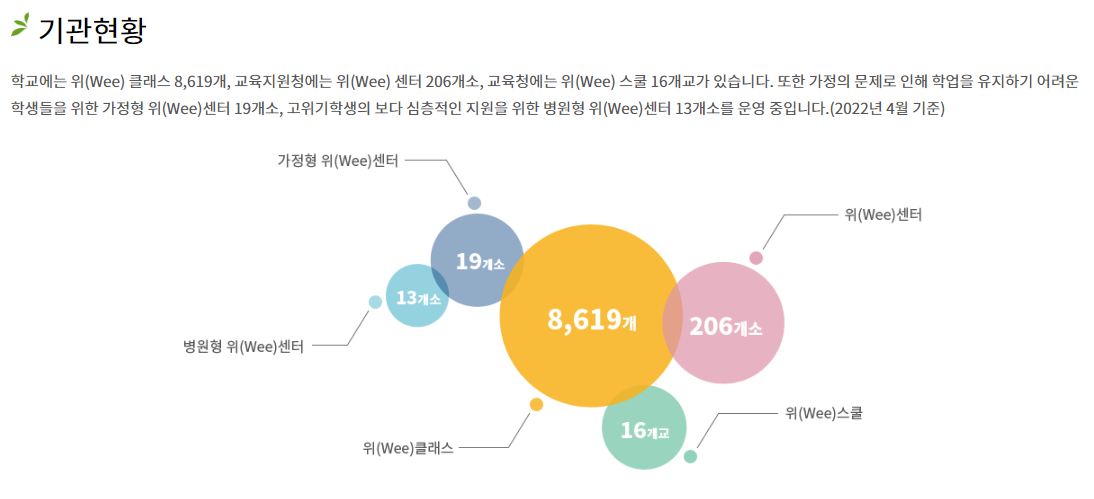 기관현황
학교에는 위(Wee) 클래스 8,619개, 교육지원청에는 위(Wee) 센터 206개소, 교육청에는 위(Wee) 스쿨 16개교가 있습니다. 또한 가정의 문제로 인해 학업을 유지하기 어려운
학생들을 위한 가정형 위(Wee)센터 19개소, 고위기학생의 보다 심층적인 지원을 위한 병원형 위(Wee)센터 13개소를 운영 중입니다.(2022년 4월 기준)
가정형 위(Wee)센터
위(Wee)센터
19개소
13개소
8,619개
206개소
병원형 위(Wee)센터
위(Wee)스쿨
16개교
위(Wee)클래스